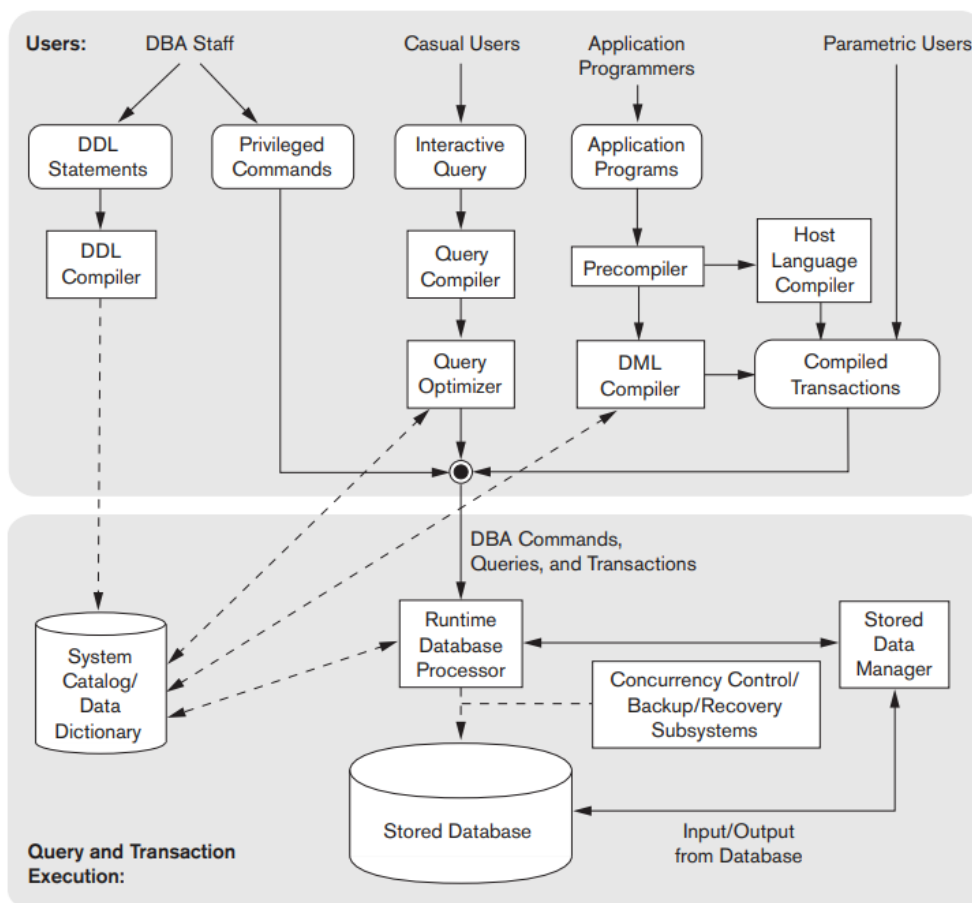 Users:
DBA Staff
Casual Users
Application
Programmers
Parametric Users
DDL
Statements
Privileged
Commands
Interactive
Query
Application
Programs
DDL
Compiler
Query
Compiler
Precompiler
Host
Language
Compiler
Query
Optimizer
DML
Compiler
Compiled
Transactions
DBA Commands,
Queries, and Transactions
System
Catalog/
Data
Dictionary
Runtime
Database
Processor
Stored
Data
Manager
Concurrency Control/
Backup/Recovery
Subsystems
Stored Database
Input/Output
from Database
Query and Transaction
Execution: